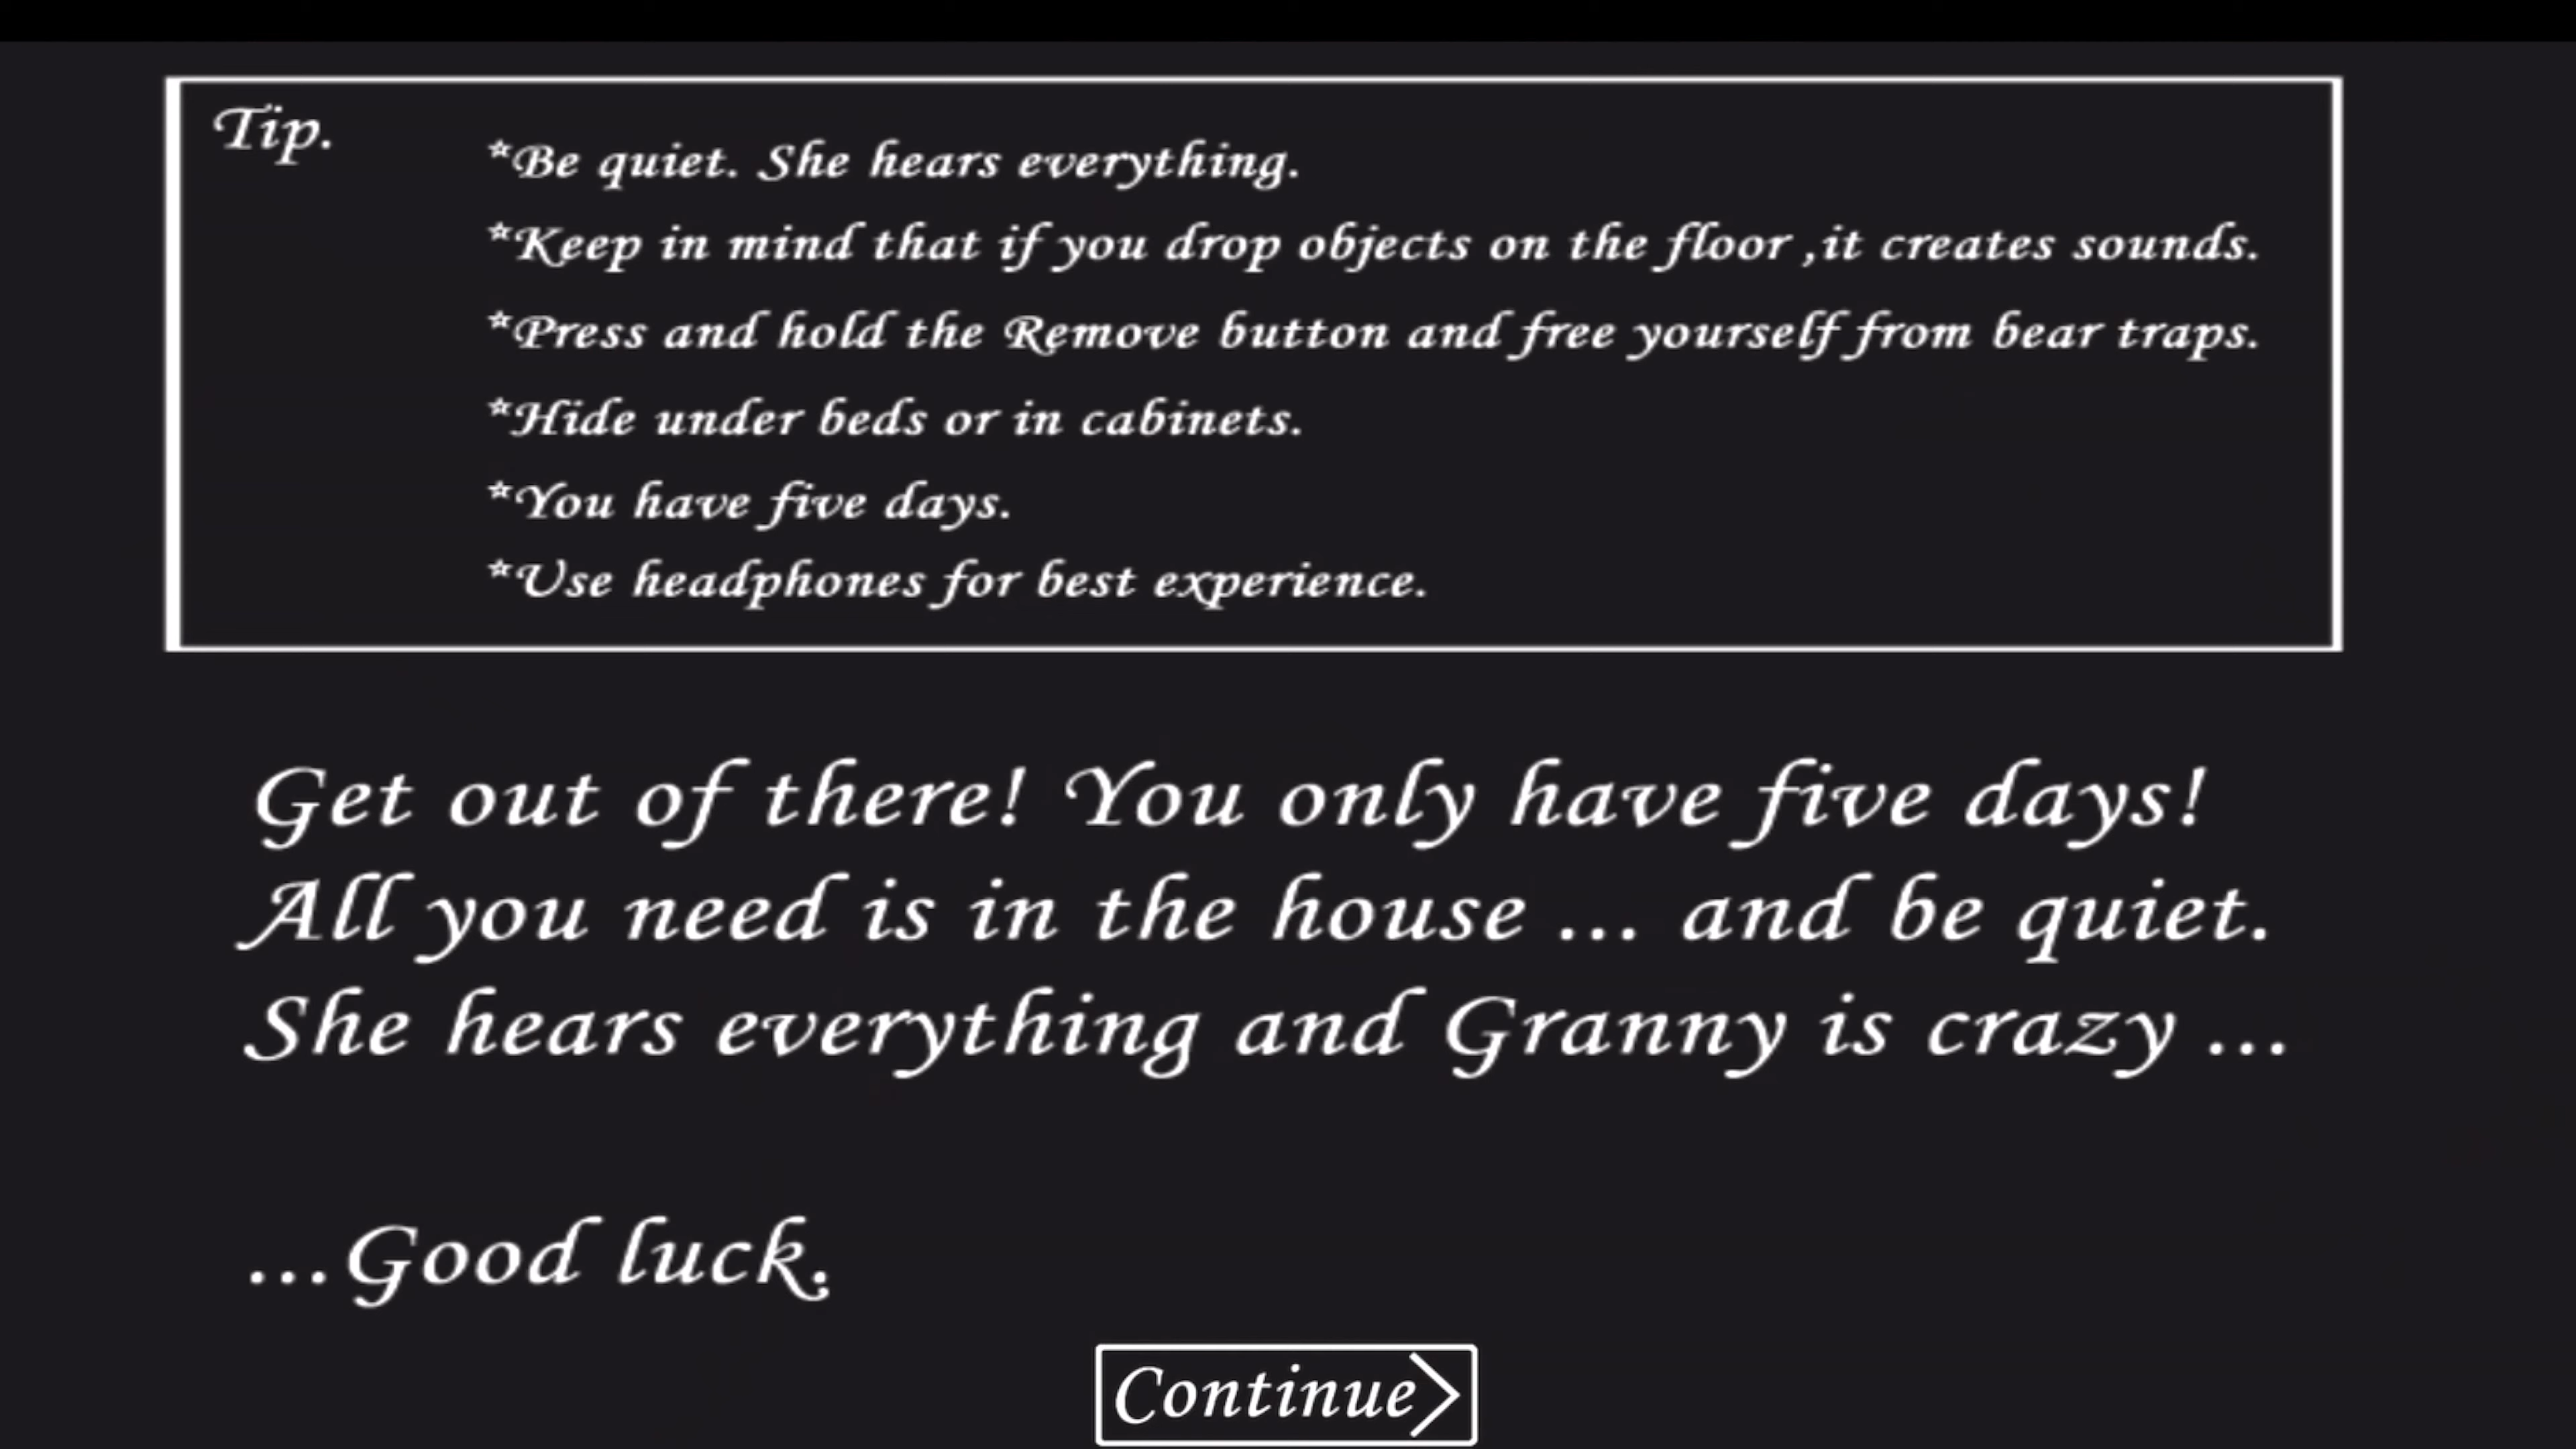 Tip.
*Be quiet. She hears everything.
*Keep in mind that if you drop objects on the floor ,it creates sounds.
*Press and hold the Remove button and free yourself from bear traps.
*Hide under beds or in cabinets.
*You have five days.
*Use headphones for best experience.
Get out of there! You only have five days!
All you need is in the house ... and be quiet.
She hears everything and Granny is crazy ...
...Good luck.
Continue>